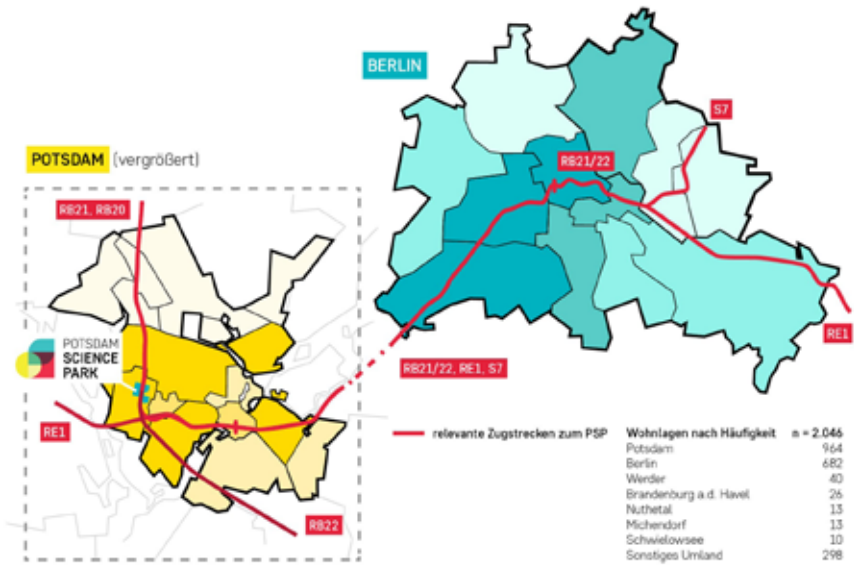 BERLIN
S7
RB21/22
POTSDAM (vergrößert)
RB21, RB20
POTSDAM
SCIENCE
PARK
RE1
RB21/22, RE1, S7
RE1
RB22
relevante Zugstrecken zum PSP
Wohnlagen nach Häufigkeit n = 2.046
Potsdam 964
Berlin 682
Werder 40
Brandenburg a.d. Havel 26
Nuthetal 13
Michendorf 13
Schwielowsee 10
Sonstiges Umland 298